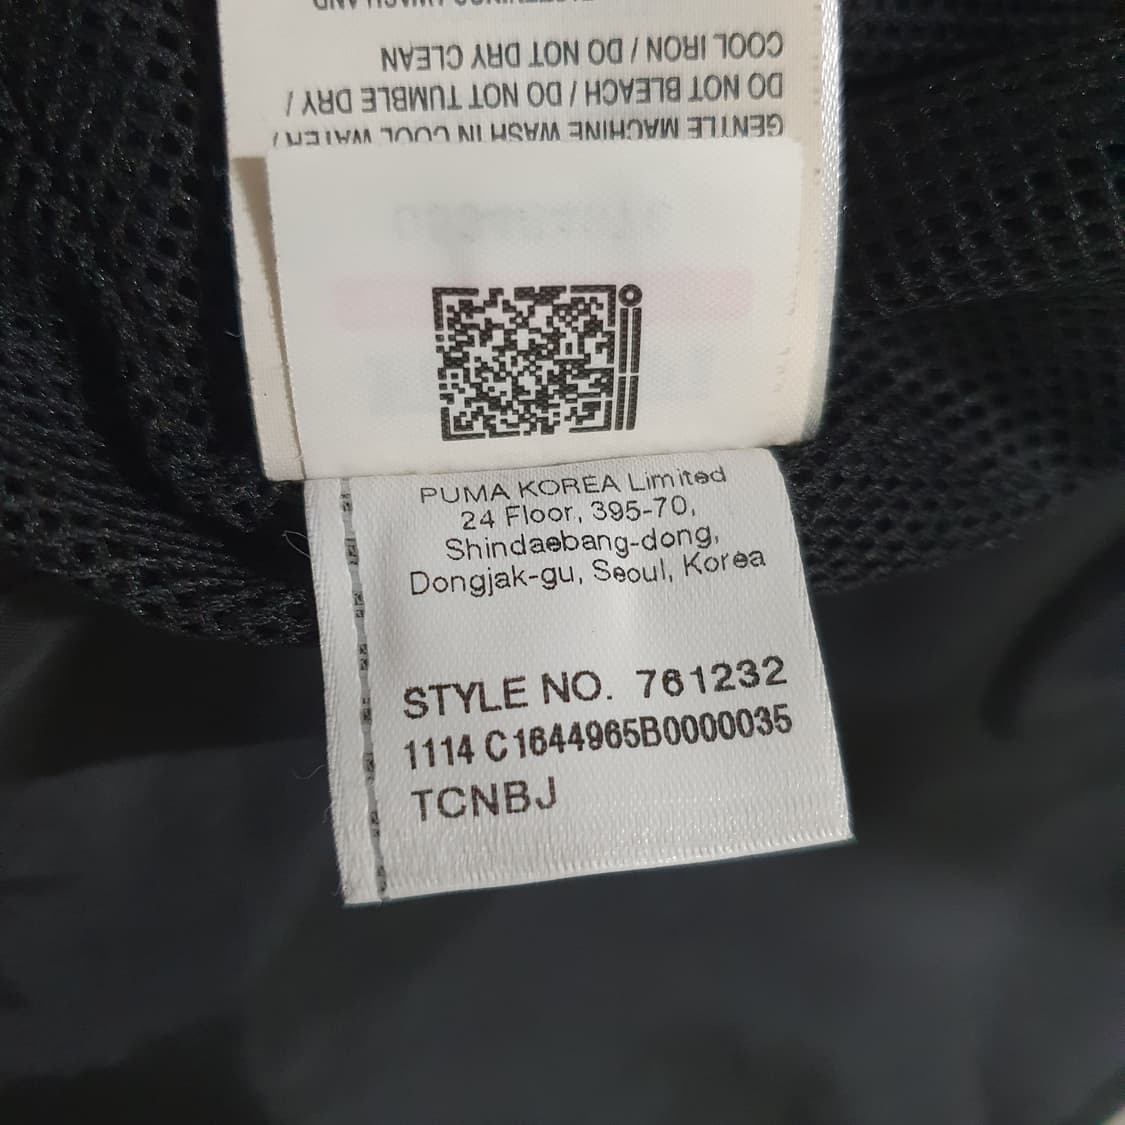 GENTLE MACHINE WASH IN COOL WATER /
DO NOT BLEACH / DO NOT TUMBLE DRY /
COOL IRON / DO NOT DRY CLEAN
PUMA KOREA Limited
24 Floor, 395-70,
Shindaebang-dong,
Dongjak-gu, Seoul, Korea
STYLE NO. 761232
1114 C1644965B0000035
TCNBJ